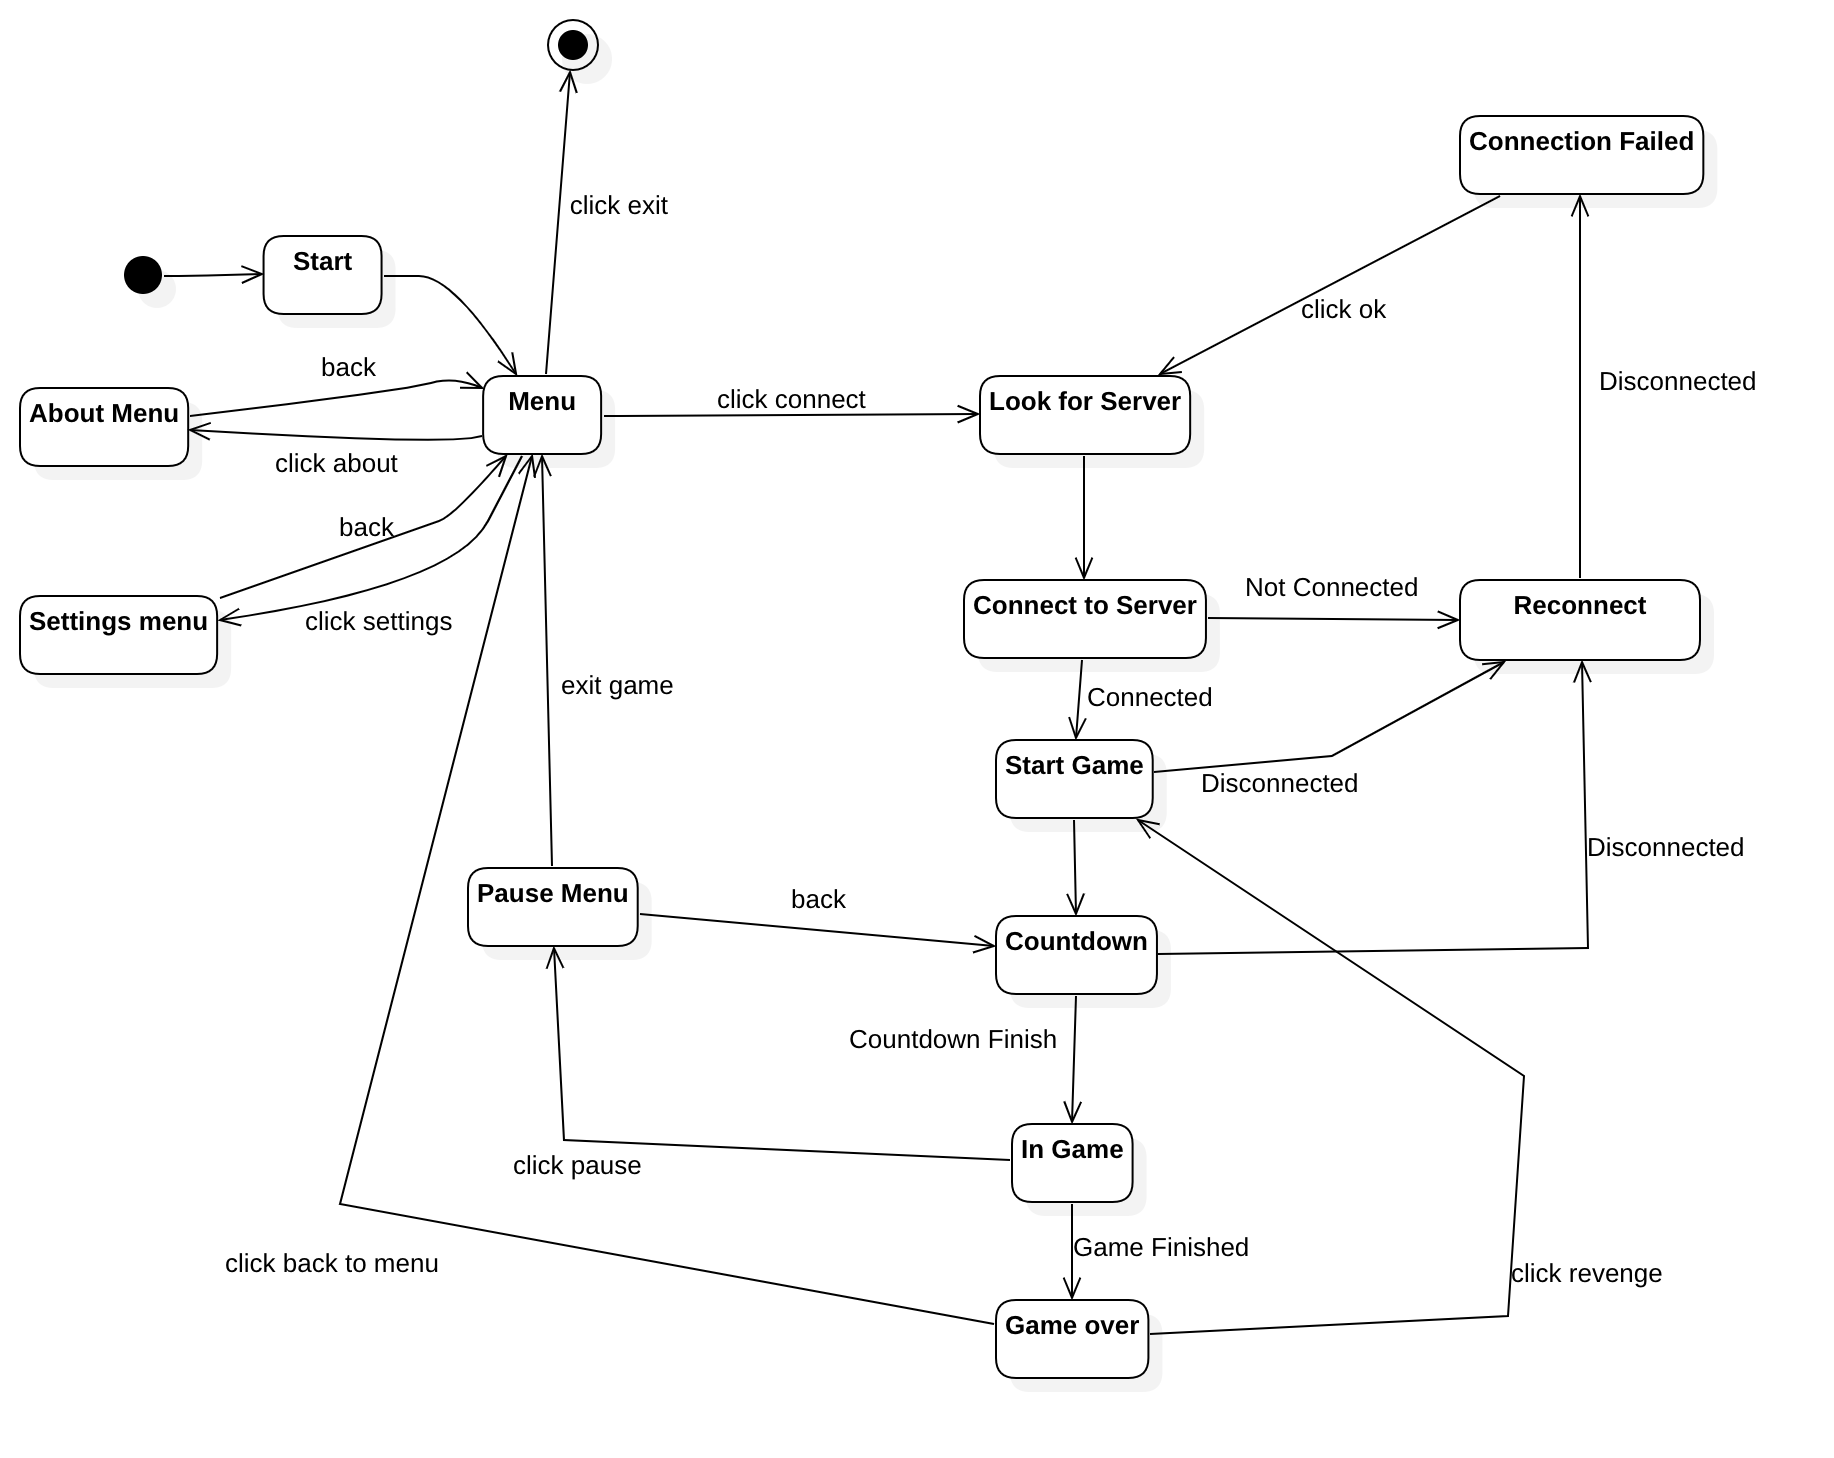 Connection Failed
click exit
Start
click ok
back
Disconnected
About Menu
Menu
click connect
Look for Server
click about
back
Settings menu
click settings
Connect to Server
Not Connected
Reconnect
exit game
Connected
Start Game
Disconnected
Disconnected
Pause Menu
back
Countdown
Countdown Finish
In Game
click pause
Game Finished
click back to menu
click revenge
Game over